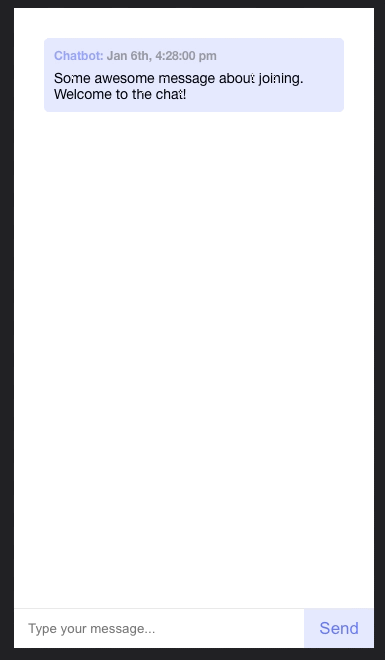 Chatbot: Jan 6th, 4:28:00 pm
Some awesome message about joining.
Welcome to the chat!
Type your message...
Send